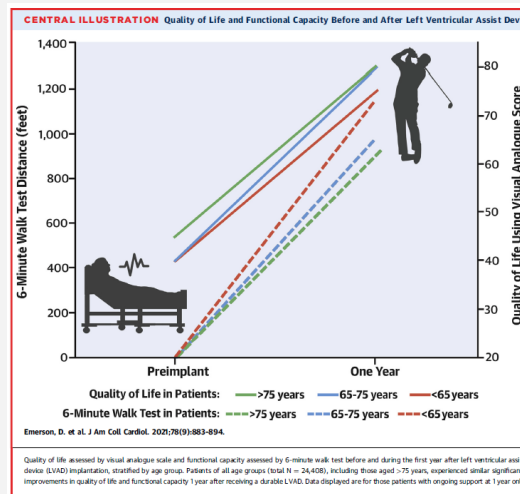 CENTRAL ILLUSTRATION Quality of Life and Functional Capacity Before and After Left Ventricular Assist
1,400
1,200
1,000
800
600
400
200
0
6-Minute Walk Test Distance (feet)
80
70
60
50
40
30
20
Quality of Life Using Visual Analogue Score
Preimplant One Year
Quality of Life in Patients: >75 years 65-75 years <65 years
6-Minute Walk Test in Patients: >75 years 65-75 years <65 years
Emerson, D. et al. J Am Coll Cardiol. 2021;78(9):883-894.
Quality of life assessed by visual analogue scale and functional capacity assessed by 6-minute walk test before and during the first year after left ventricular
device (LVAD) implantation, stratified by age group. Patients of all age groups (total N = 24,408), including those aged >75 years, experienced similar
improvements in quality of life and functional capacity 1 year after receiving a durable LVAD. Data displayed are for those patients with ongoing support at 1 year